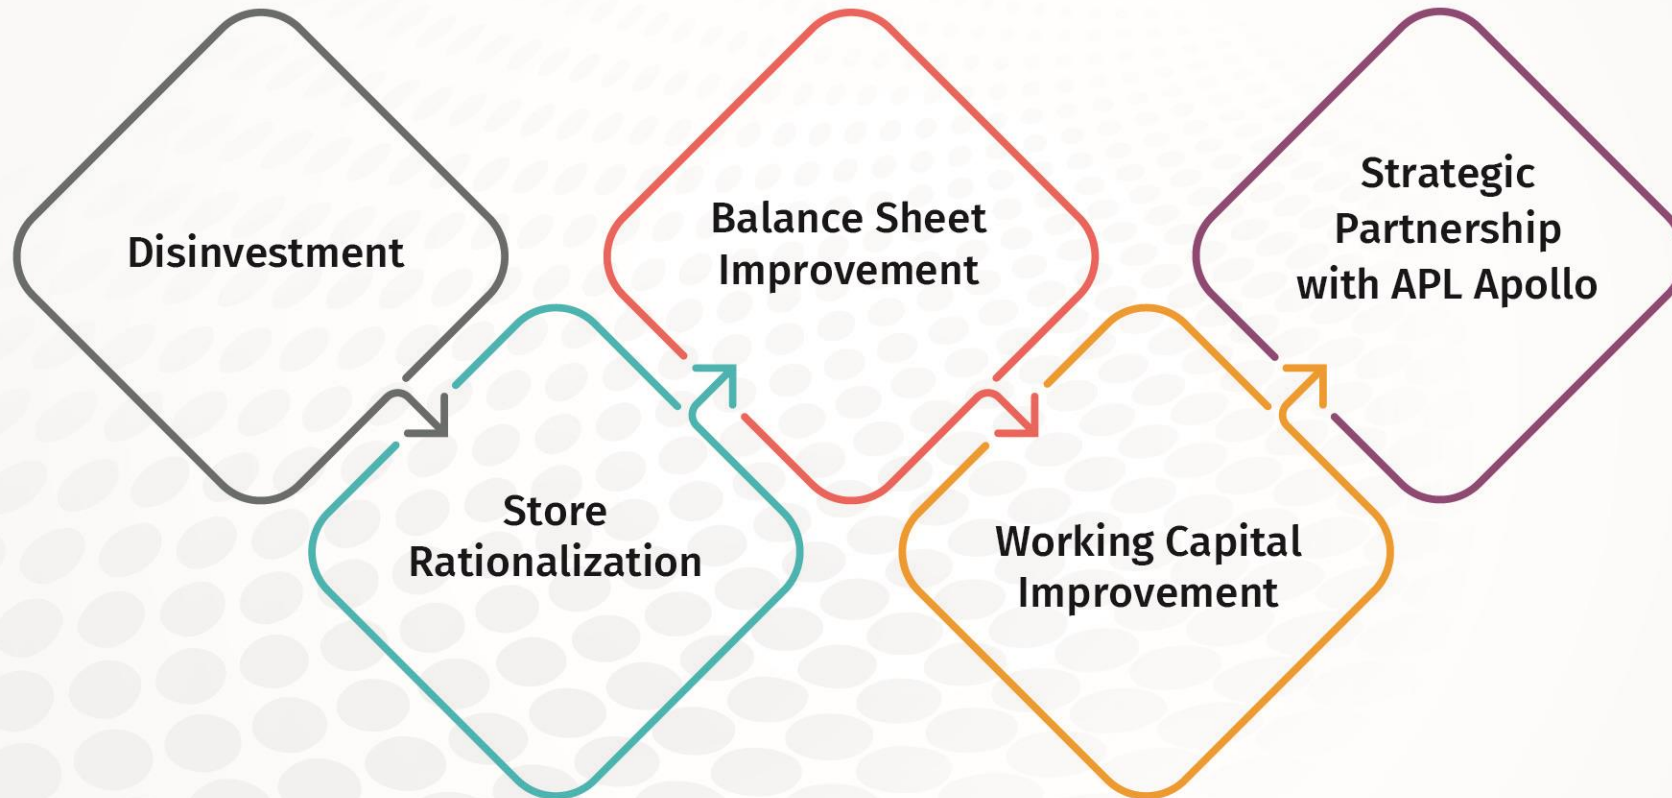 Disinvestment
Store
Rationalization
Balance Sheet
Improvement
Working Capital
Improvement
Strategic
Partnership
with APL Apollo